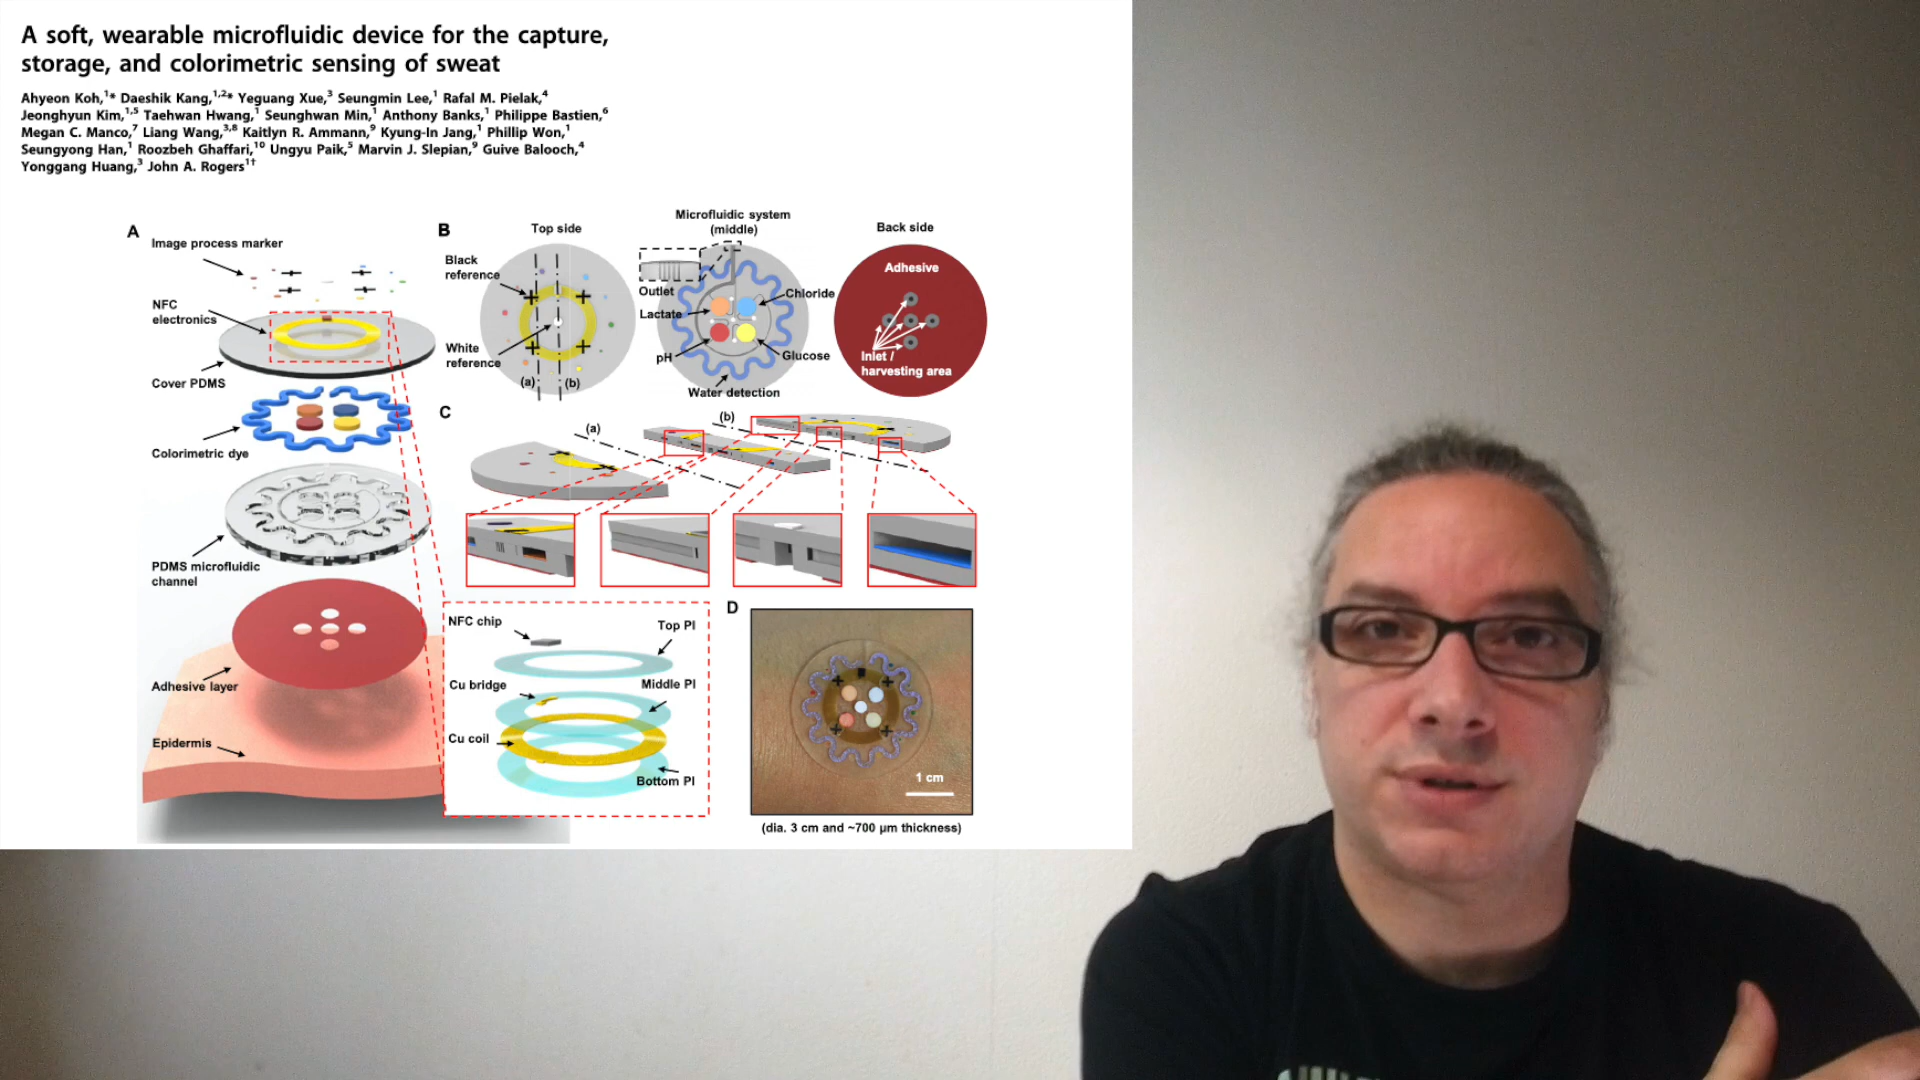 A soft, wearable microfluidic device for the capture,
storage, and colorimetric sensing of sweat
Ahyeon Koh,1* Daeshik Kang,1,2* Yeguang Xue,3 Seungmin Lee,1 Rafal M. Pielak,4
Jeonghyun Kim,1,5 Taehwan Hwang,1 Seunghwan Min,1 Anthony Banks,1 Philippe Bastien,6
Megan C. Manco,7 Liang Wang,3,8 Kaitlyn R. Ammann,9 Kyung-In Jang,1 Phillip Won,1
Seungyong Han,1 Roozbeh Ghaffari,10 Ungyu Paik,5 Marvin J. Slepian,9 Guive Balooch,4
Yonggang Huang,3 John A. Rogers1†
A
Image process marker
NFC
electronics
Cover PDMS
Colorimetric dye
PDMS microfluidic
channel
Adhesive layer
Epidermis
B
Top side
Black
reference
White
reference
(a)
(b)
Microfluidic system
(middle)
Outlet
Chloride
Lactate
pH
Glucose
Water detection
Back side
Adhesive
Inlet /
harvesting area
C
(a)
(b)
NFC chip
Top PI
Cu bridge
Middle PI
Cu coil
Bottom PI
D
1 cm
(dia. 3 cm and ~700 µm thickness)